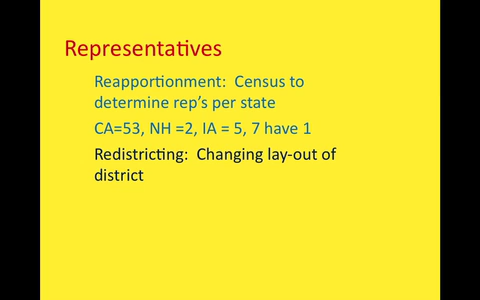 Representatives
Reapportionment:  Census to
determine rep's per state
CA=53, NH =2, IA = 5, 7 have 1
Redistricting:  Changing lay-out of
district